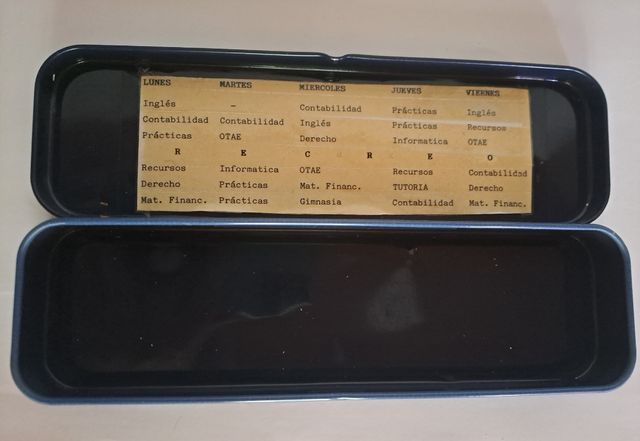 LUNES MARTES MIERCOLES JUEVES VIERNES
Inglés – Contabilidad Prácticas Inglés
Contabilidad Contabilidad Inglés Prácticas Recursos
Prácticas OTAE Derecho Informatica OTAE
R E C R E O
Recursos Informatica OTAE Recursos Contabilidad
Derecho Prácticas Mat. Financ. TUTORIA Derecho
Mat. Financ. Prácticas Gimnasia Contabilidad Mat. Financ.